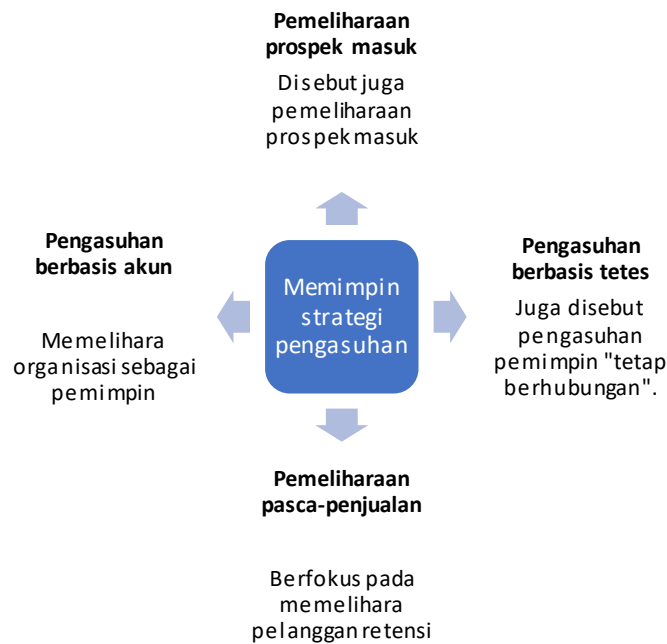 Pemeliharaan
prospek masuk
Disebut juga
pemeliharaan
prospek masuk
Pengasuhan
berbasis akun
Memelihara
organisasi sebagai
pemimpin
Memimpin
strategi
pengasuhan
Pengasuhan
berbasis tetes
Juga disebut
pengasuhan
pemimpin "tetap
berhubungan".
Pemeliharaan
pasca-penjualan
Berfokus pada
memelihara
pelanggan retensi